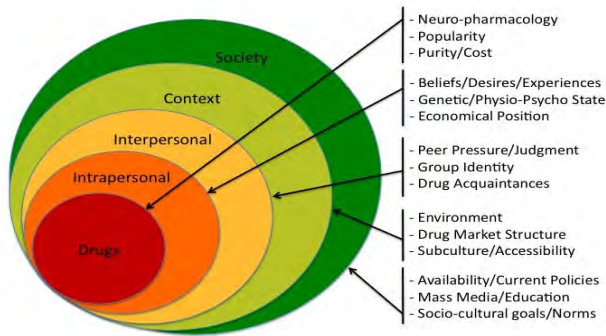 Society
Context
Interpersonal
Intrapersonal
Drugs
- Neuro-pharmacology
- Popularity
- Purity/Cost
- Beliefs/Desires/Experiences
- Genetic/Physio-Psycho State
- Economical Position
- Peer Pressure/Judgment
- Group Identity
- Drug Acquaintances
- Environment
- Drug Market Structure
- Subculture/Accessibility
- Availability/Current Policies
- Mass Media/Education
- Socio-cultural goals/Norms